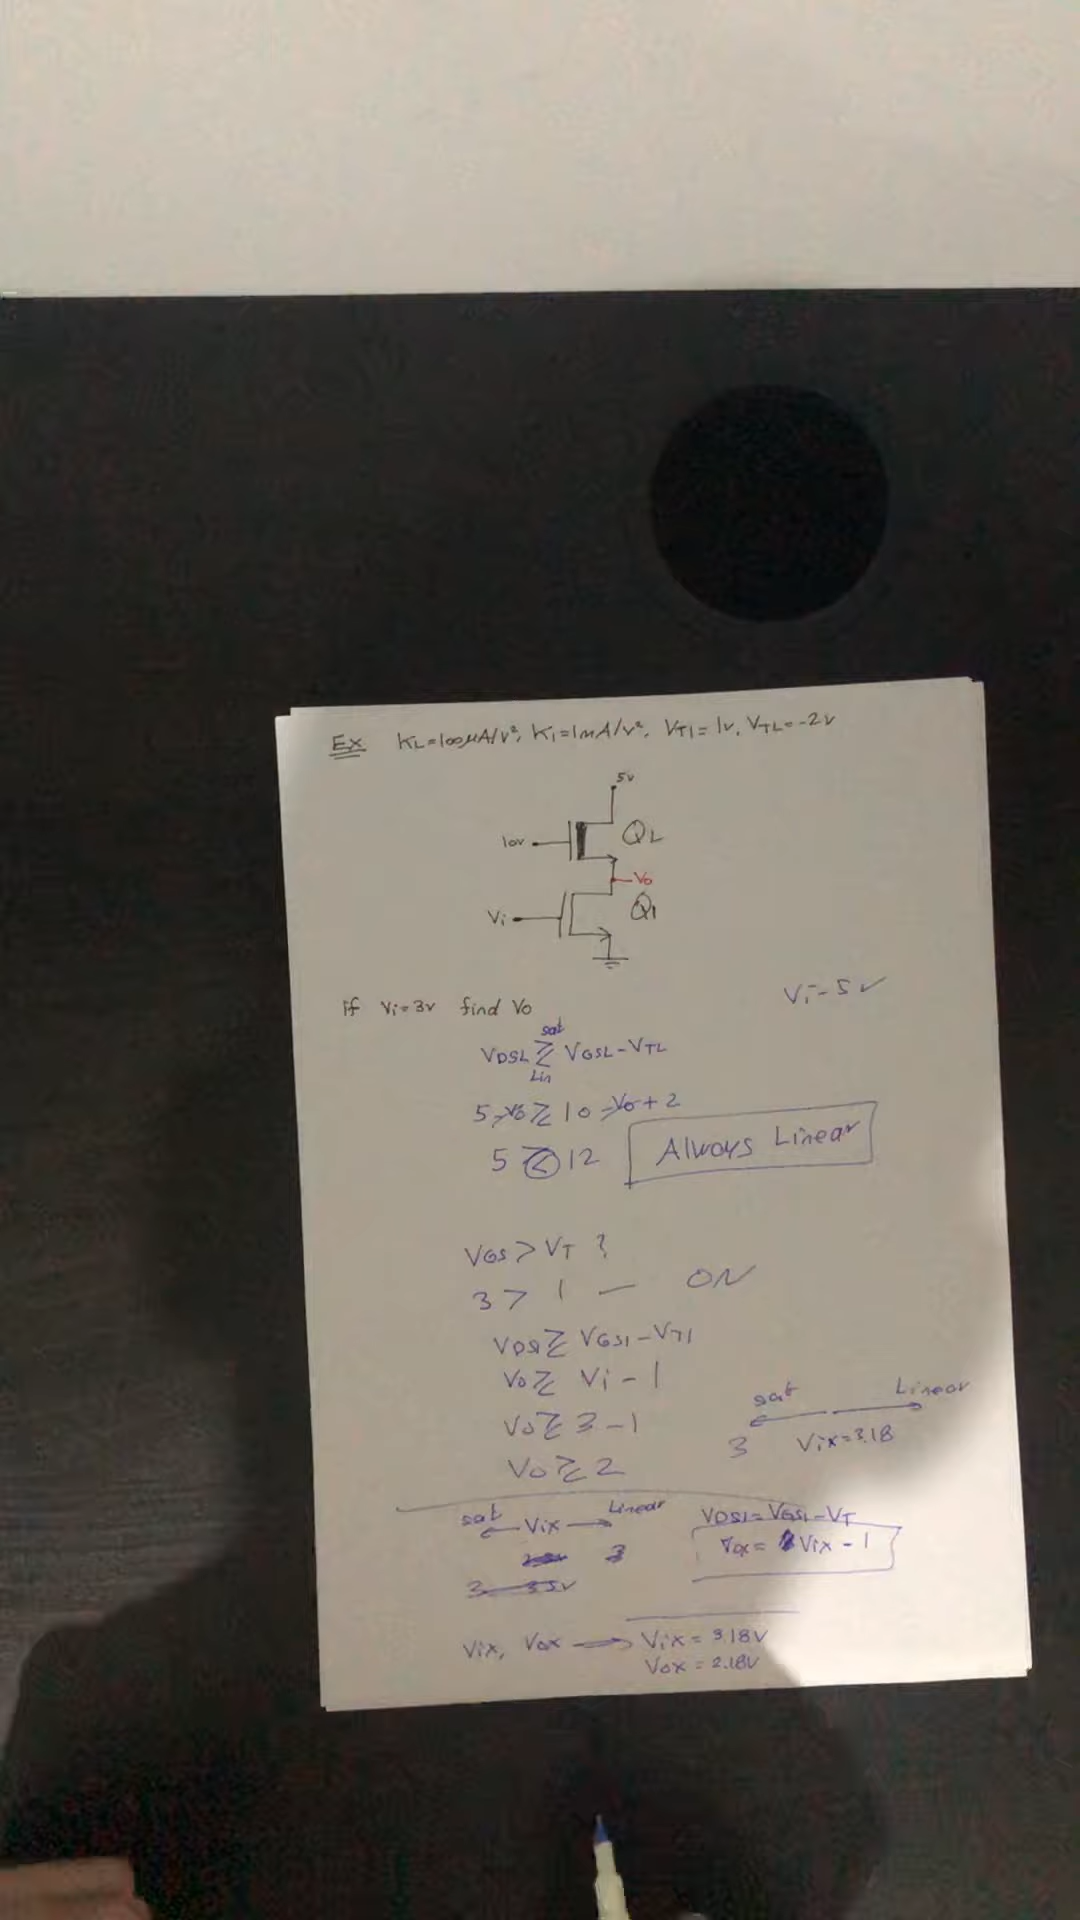 Ex KL=100μA/V², K1=1mA/V², VT1=1V, VTL=-2V
5V
10V
QL
Vo
Vi
Q1
Vi=5V
if Vi=3V find Vo
sat
VDSL ≷ VGSL-VTL
Lin
5-Vo ≷ 10-Vo+2
5 < 12 Always Linear
VGS > VT ?
3 > 1 — ON
VDS1 ≷ VGS1-VT1
Vo ≷ Vi-1
Vo ≷ 3-1
Vo ≷ 2
sat Linear
3 Vix=3.18
sat ← Vix → Linear
3
VDS1=VGS1-VT
Vox = Vix-1
Vix, Vox → Vix = 3.18V
Vox = 2.18V